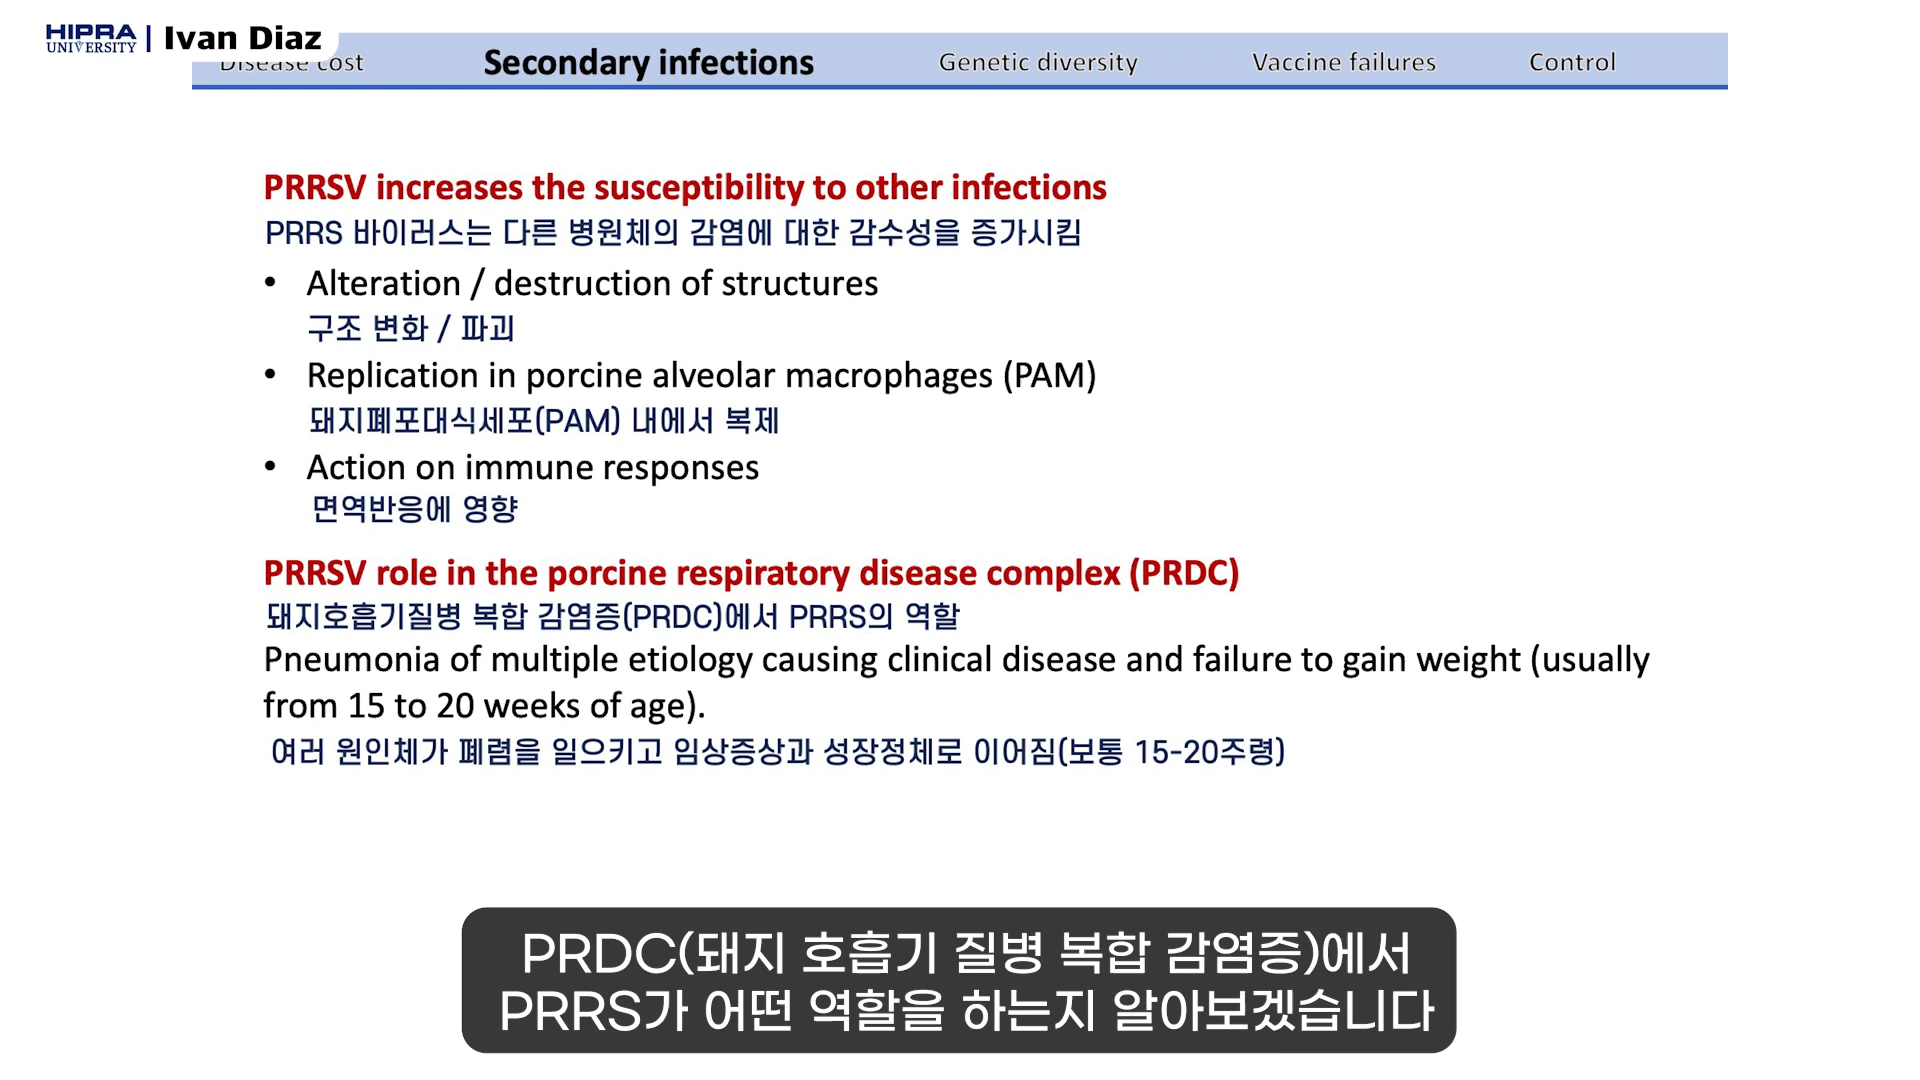 HIPRA
UNIVERSITY
Ivan Diaz
Disease cost
Secondary infections
Genetic diversity
Vaccine failures
Control
PRRSV increases the susceptibility to other infections
PRRS 바이러스는 다른 병원체의 감염에 대한 감수성을 증가시킴
• Alteration / destruction of structures
구조 변화 / 파괴
• Replication in porcine alveolar macrophages (PAM)
돼지폐포대식세포(PAM) 내에서 복제
• Action on immune responses
면역반응에 영향
PRRSV role in the porcine respiratory disease complex (PRDC)
돼지호흡기질병 복합 감염증(PRDC)에서 PRRS의 역할
Pneumonia of multiple etiology causing clinical disease and failure to gain weight (usually
from 15 to 20 weeks of age).
여러 원인체가 폐렴을 일으키고 임상증상과 성장정체로 이어짐(보통 15-20주령)
PRDC(돼지 호흡기 질병 복합 감염증)에서
PRRS가 어떤 역할을 하는지 알아보겠습니다